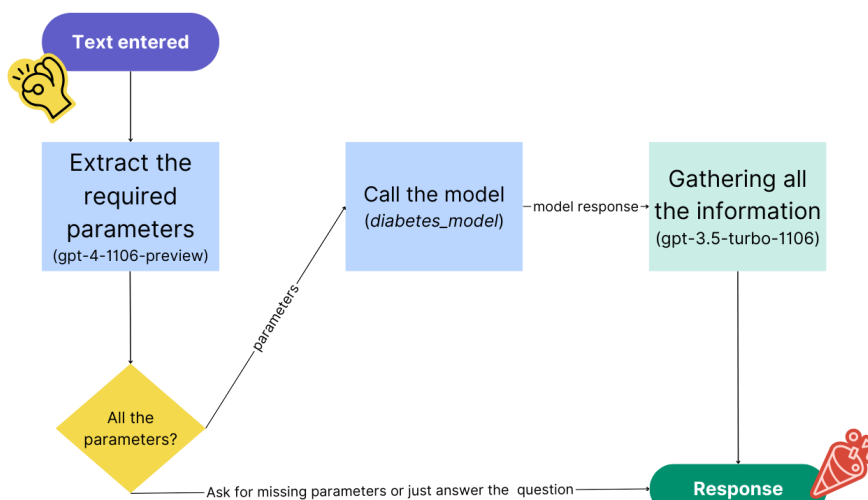 Text entered
Extract the
required
parameters
(gpt-4-1106-preview)
Call the model
(diabetes_model)
model response
Gathering all
the information
(gpt-3.5-turbo-1106)
parameters
All the
parameters?
Ask for missing parameters or just answer the question
Response